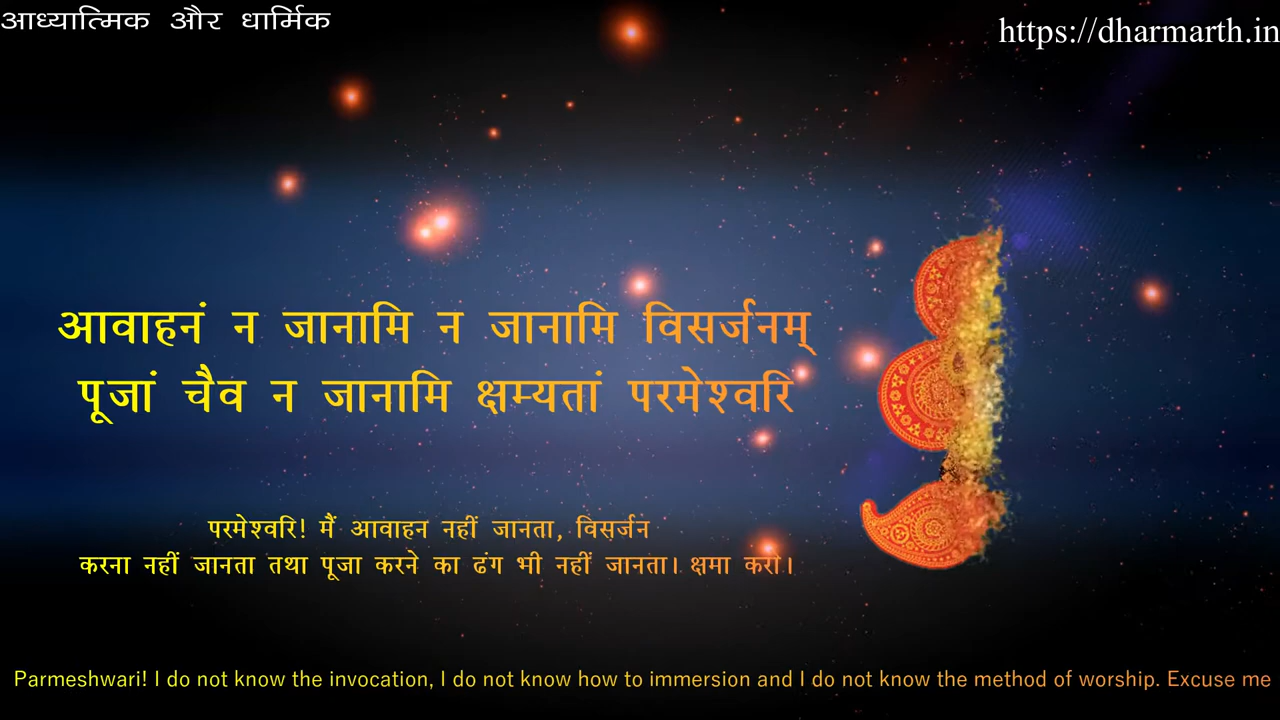 आध्यात्मिक और धार्मिक
https://dharmarth.in
आवाहनं न जानामि न जानामि विसर्जनम्
पूजां चैव न जानामि क्षम्यतां परमेश्वरि
परमेश्वरि! मैं आवाहन नहीं जानता, विसर्जन
करना नहीं जानता तथा पूजा करने का ढंग भी नहीं जानता। क्षमा करो।
Parmeshwari! I do not know the invocation, I do not know how to immersion and I do not know the method of worship. Excuse me